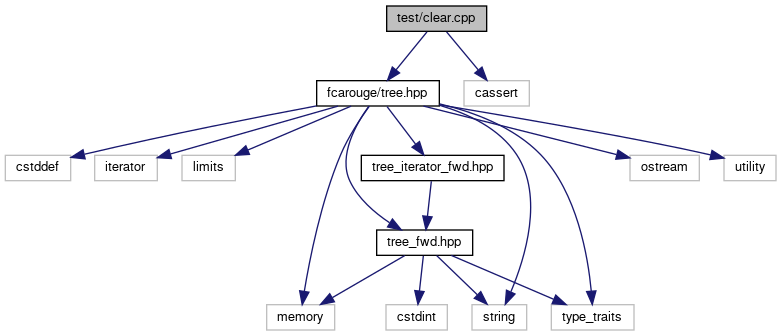 test/clear.cpp
fcarouge/tree.hpp
cassert
cstddef
iterator
limits
tree_iterator_fwd.hpp
ostream
utility
tree_fwd.hpp
memory
cstdint
string
type_traits